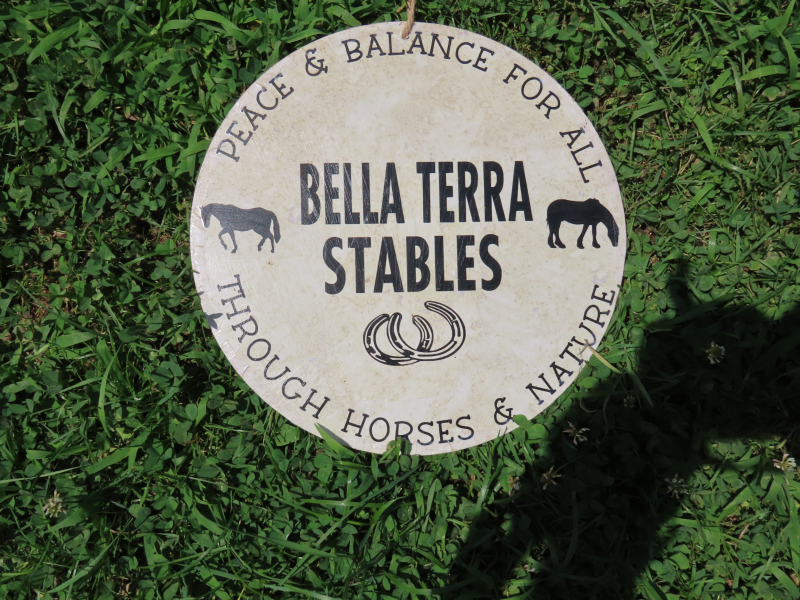 PEACE & BALANCE FOR ALL
BELLA TERRA
STABLES
THROUGH HORSES & NATURE